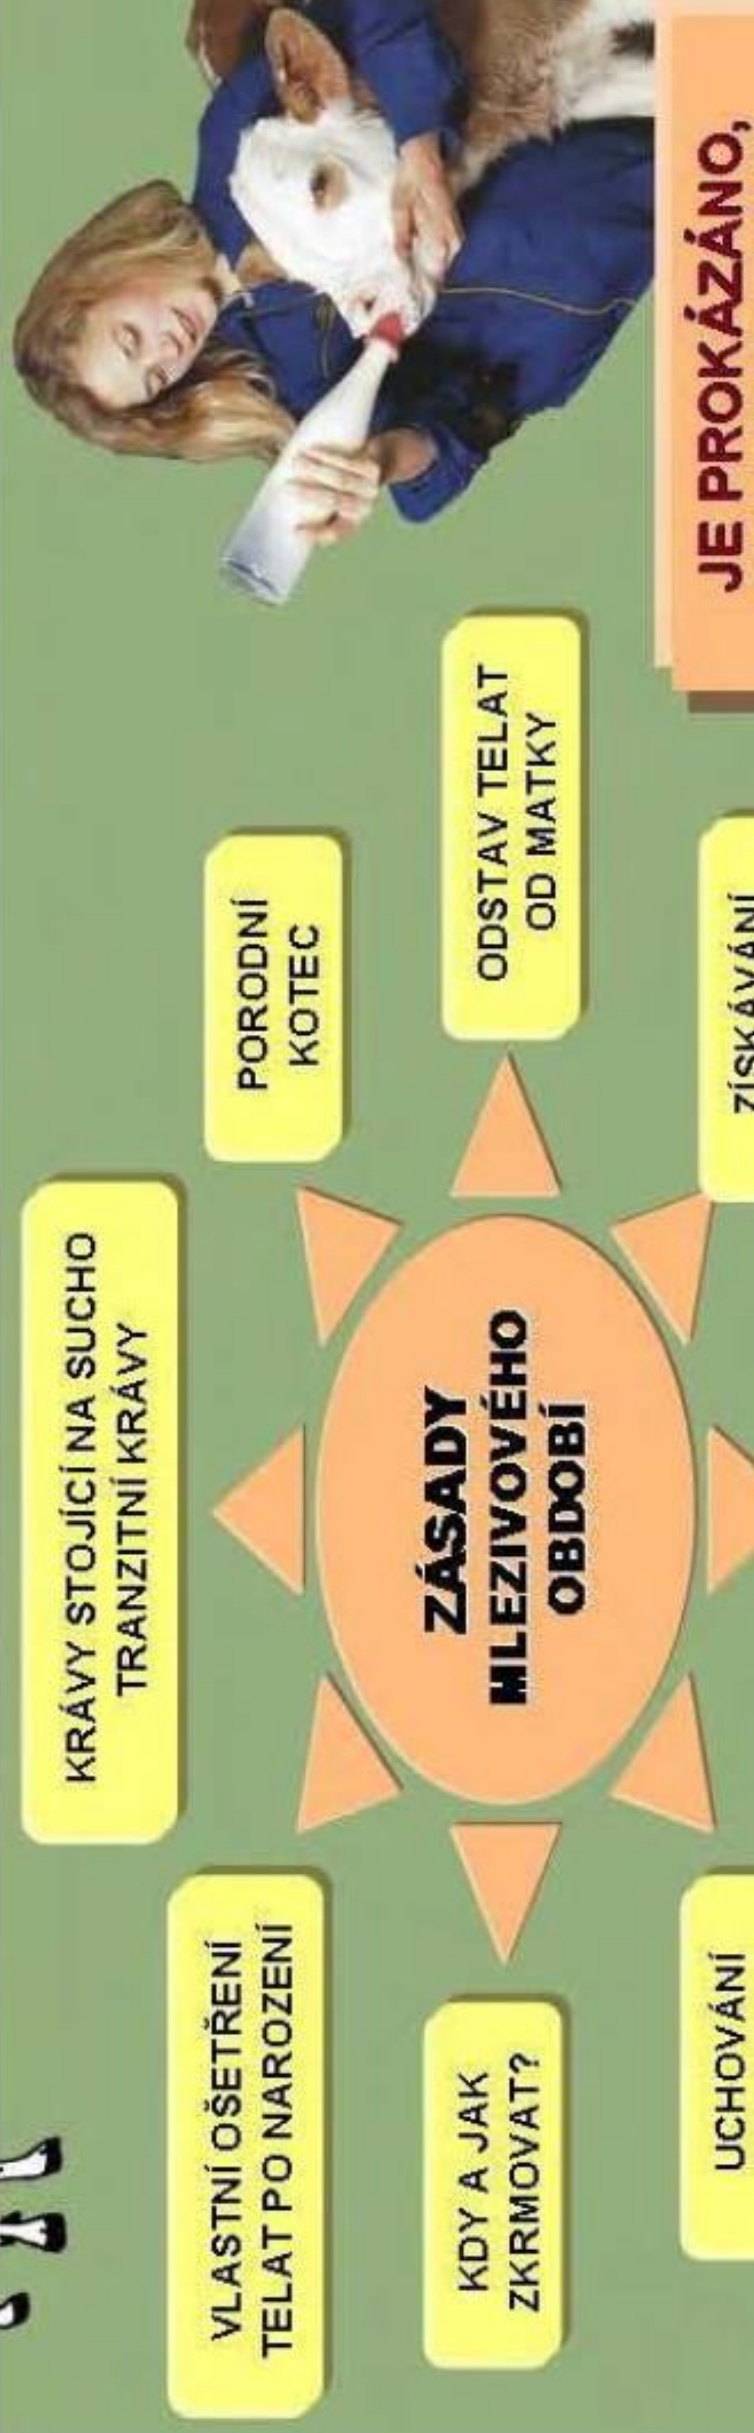 KRÁVY STOJÍCÍ NA SUCHO
TRANZITNÍ KRÁVY
VLASTNÍ OŠETŘENÍ
TELAT PO NAROZENÍ
PORODNÍ
KOTEC
ZÁSADY
MLEZIVOVÉHO
OBDOBÍ
KDY A JAK
ZKRMOVAT?
ODSTAV TELAT
OD MATKY
UCHOVÁNÍ
ZÍSKÁVÁNÍ
JE PROKÁZÁNO,